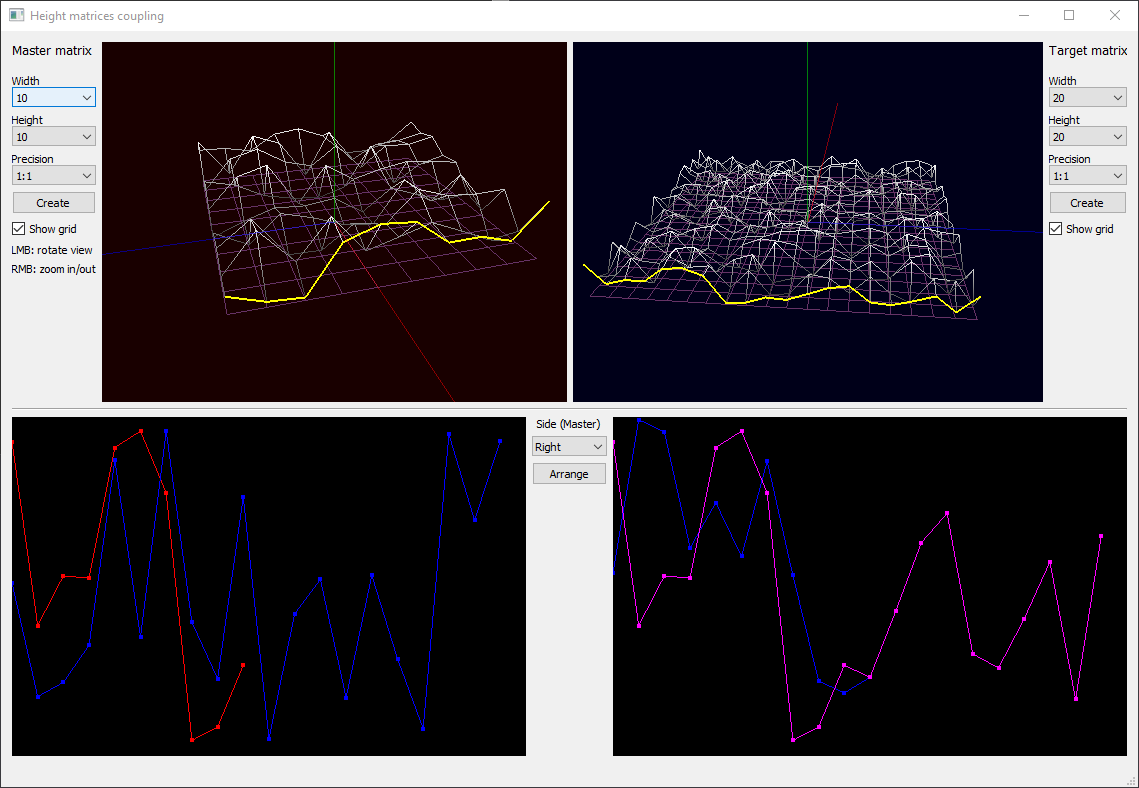 Height matrices coupling
Master matrix
Width
10
Height
10
Precision
1:1
Create
Show grid
LMB: rotate view
RMB: zoom in/out
Target matrix
Width
20
Height
20
Precision
1:1
Create
Show grid
Side (Master)
Right
Arrange